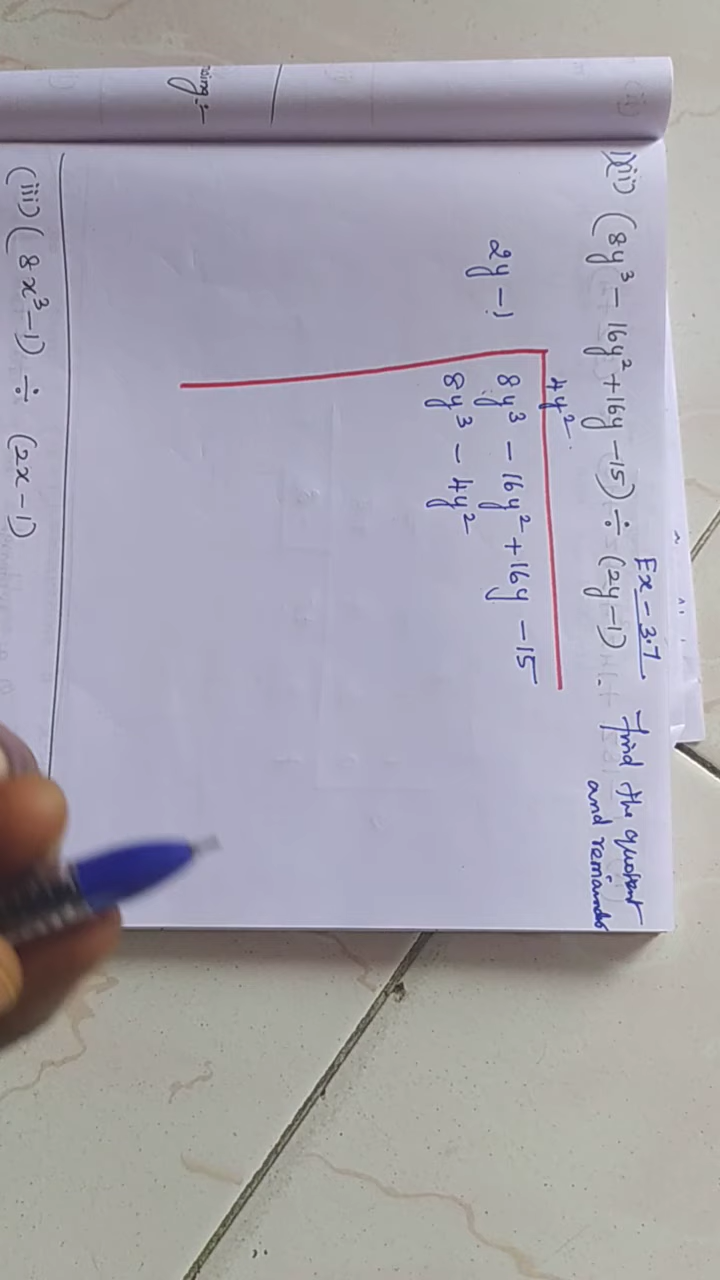 Ex - 3.7
find the quotient
and remainder
1)(ii) (8y³ - 16y² + 16y - 15) ÷ (2y - 1)
4y²
2y - 1
8y³ - 16y² + 16y - 15
8y³ - 4y²
(iii) (8x³ - 1) ÷ (2x - 1)